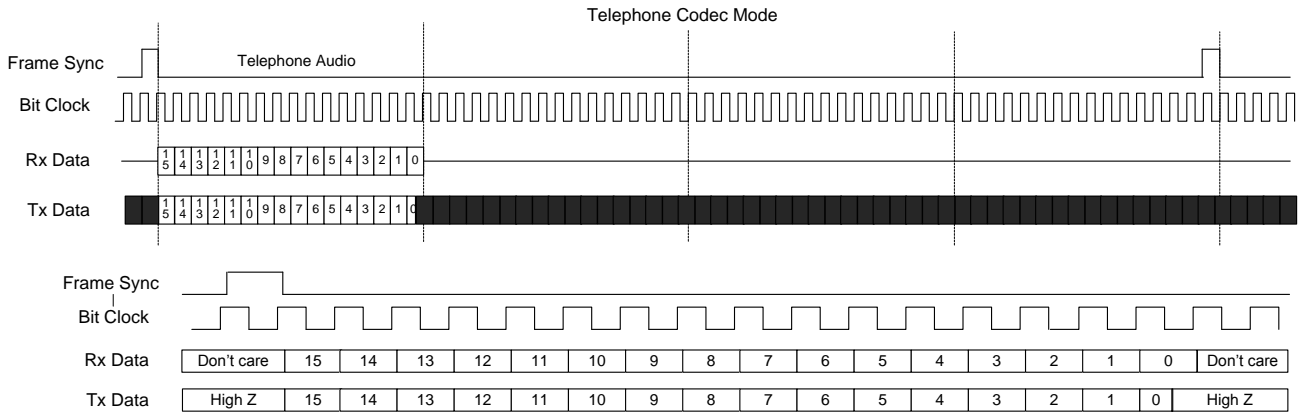 Telephone Codec Mode
Frame Sync
Telephone Audio
Bit Clock
Rx Data
15 14 13 12 11 10 9 8 7 6 5 4 3 2 1 0
Tx Data
15 14 13 12 11 10 9 8 7 6 5 4 3 2 1 0
Frame Sync
Bit Clock
Rx Data
Don't care 15 14 13 12 11 10 9 8 7 6 5 4 3 2 1 0 Don't care
Tx Data
High Z 15 14 13 12 11 10 9 8 7 6 5 4 3 2 1 0 High Z